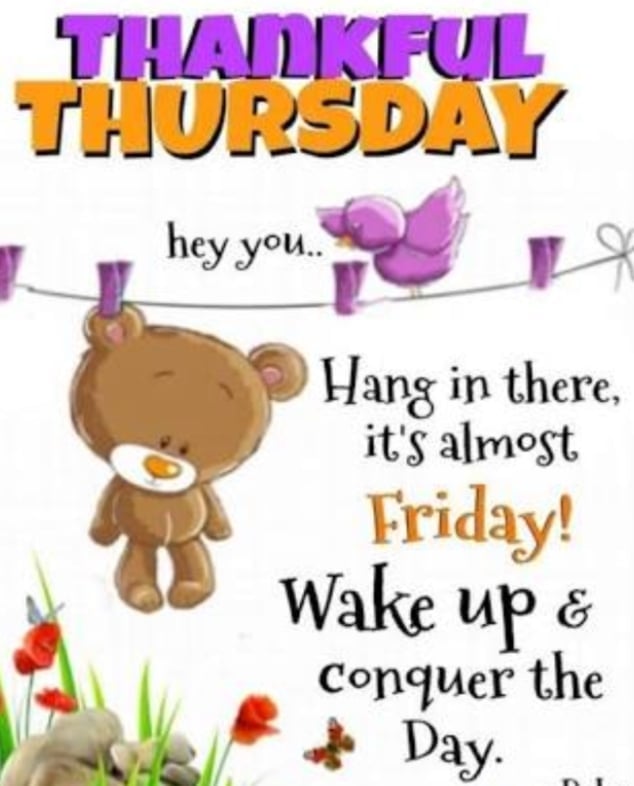 THANKFUL
THURSDAY
hey you..
Hang in there,
it's almost
Friday!
Wake up &
conquer the
Day.